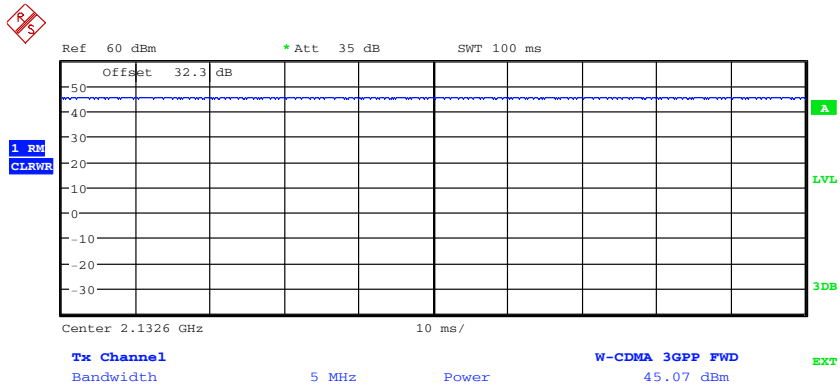 R S
Ref 60 dBm *Att 35 dB SWT 100 ms
Offset 32.3 dB
50
A
40
30
1 RM
CLRWR
20
LVL
10
0
-10
-20
3DB
-30
Center 2.1326 GHz 10 ms/
Tx Channel W-CDMA 3GPP FWD
EXT
Bandwidth 5 MHz Power 45.07 dBm